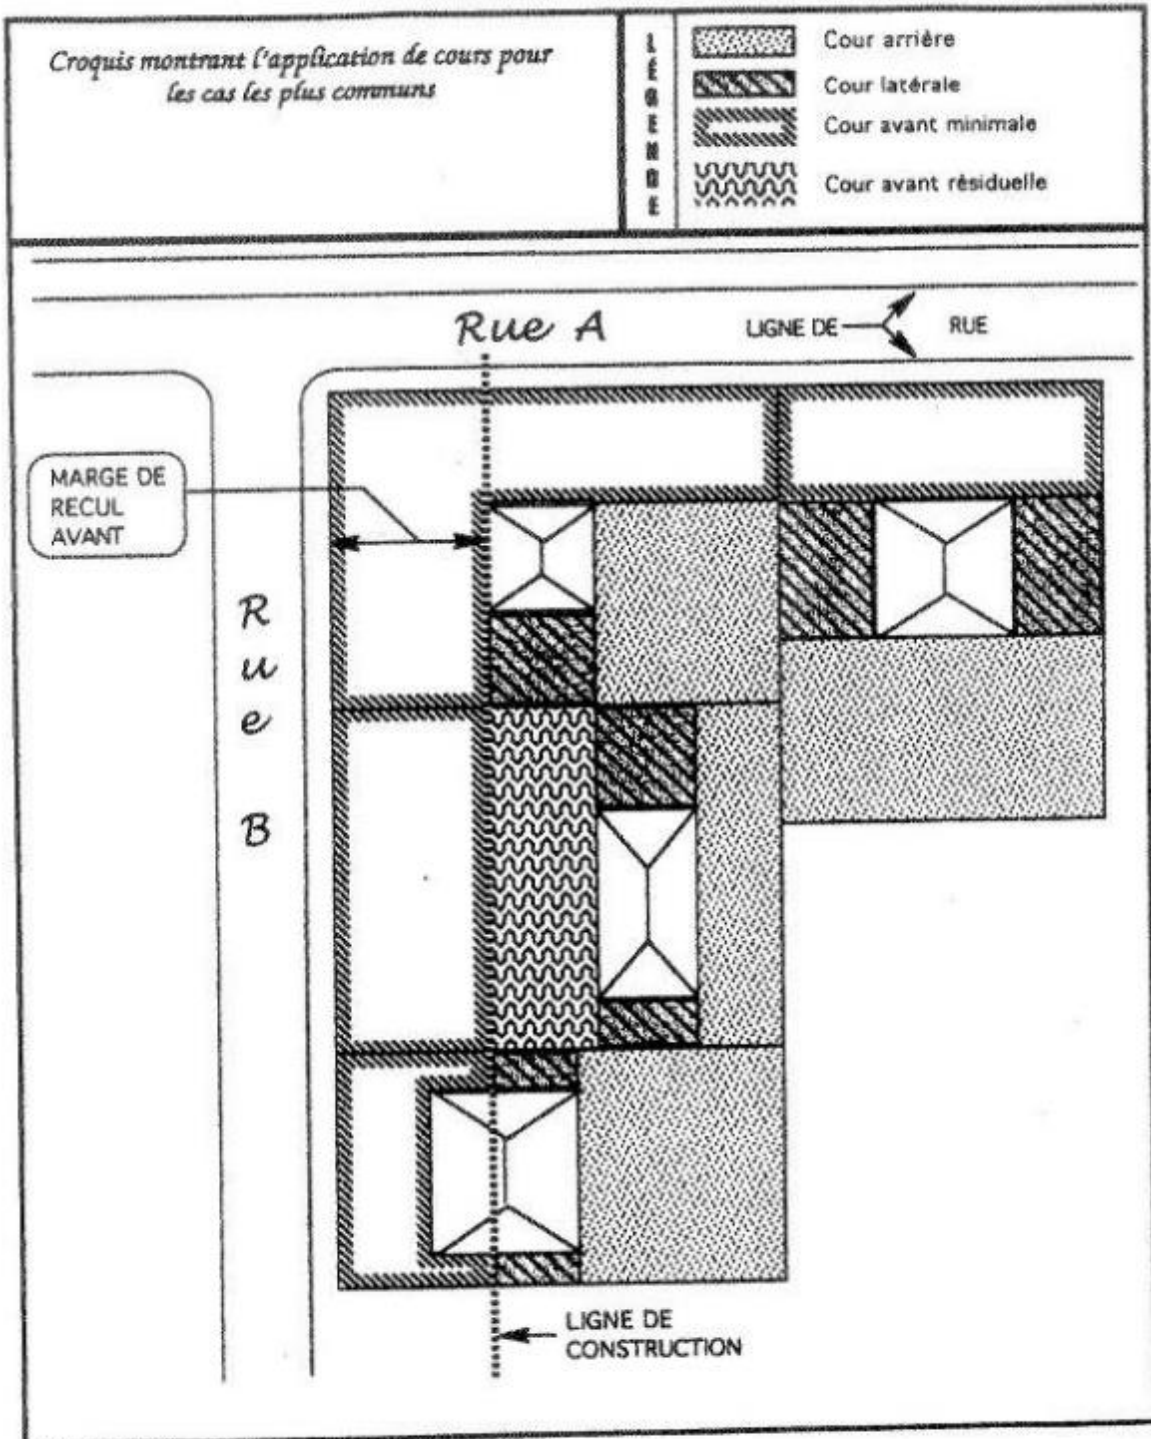 Croquis montrant l'application de cours pour
les cas les plus communs
LÉGENDE
Cour arrière
Cour latérale
Cour avant minimale
Cour avant résiduelle
Rue A
LIGNE DE RUE
MARGE DE
RECUL
AVANT
Rue B
LIGNE DE
CONSTRUCTION